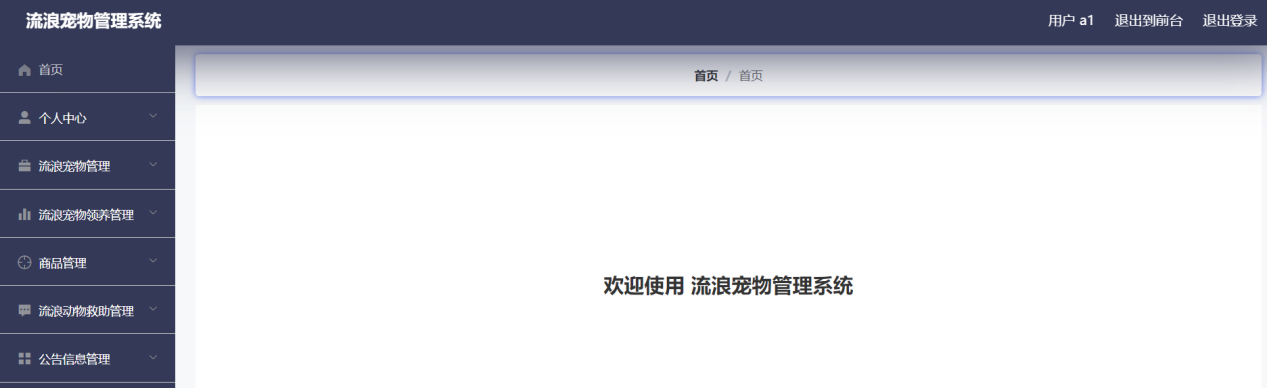 流浪宠物管理系统
用户 a1 退出到前台 退出登录
首页
首页 / 首页
个人中心
流浪宠物管理
流浪宠物领养管理
商品管理
欢迎使用 流浪宠物管理系统
流浪动物救助管理
公告信息管理